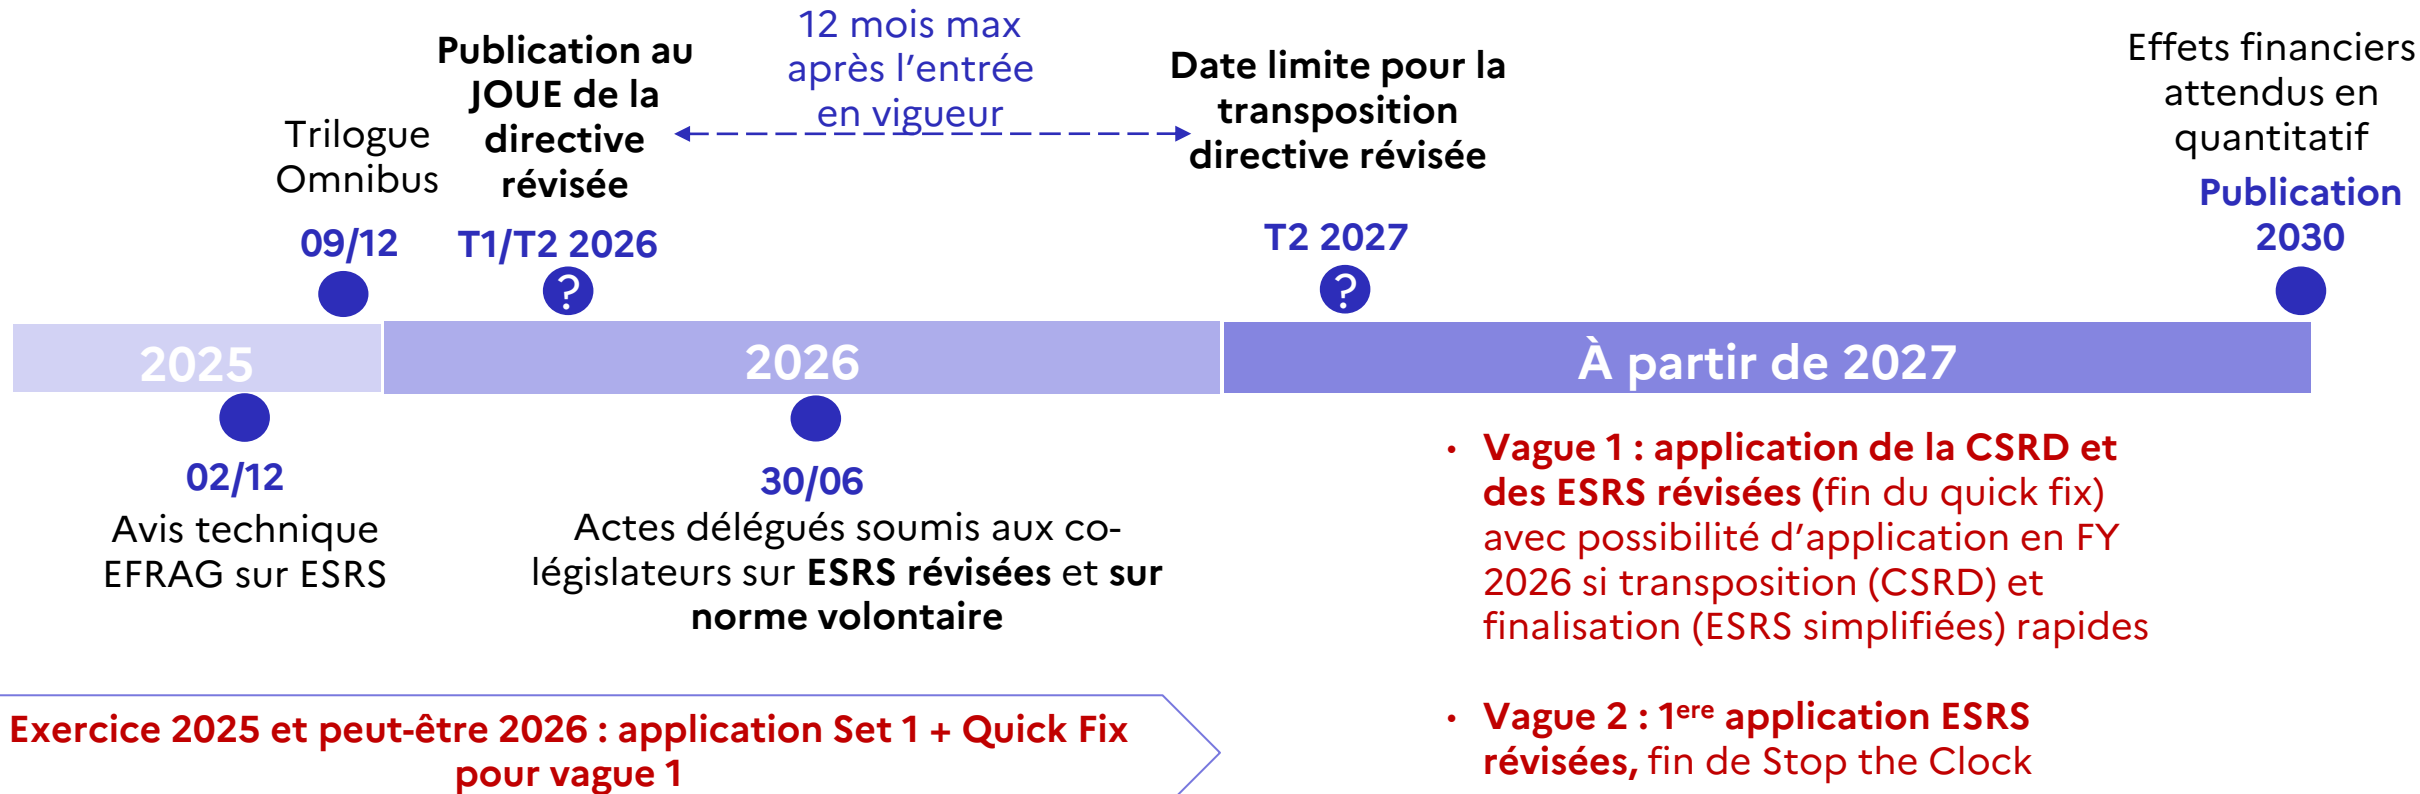 Trilogue
Omnibus
09/12
Publication au
JOUE de la
directive
révisée
T1/T2 2026
?
12 mois max
après l'entrée
en vigueur
Date limite pour la
transposition
directive révisée
T2 2027
?
Effets financiers
attendus en
quantitatif
Publication
2030
2025
2026
À partir de 2027
02/12
Avis technique
EFRAG sur ESRS
30/06
Actes délégués soumis aux co-
législateurs sur ESRS révisées et sur
norme volontaire
• Vague 1 : application de la CSRD et
des ESRS révisées (fin du quick fix)
avec possibilité d'application en FY
2026 si transposition (CSRD) et
finalisation (ESRS simplifiées) rapides
• Vague 2 : 1ere application ESRS
révisées, fin de Stop the Clock
Exercice 2025 et peut-être 2026 : application Set 1 + Quick Fix
pour vague 1